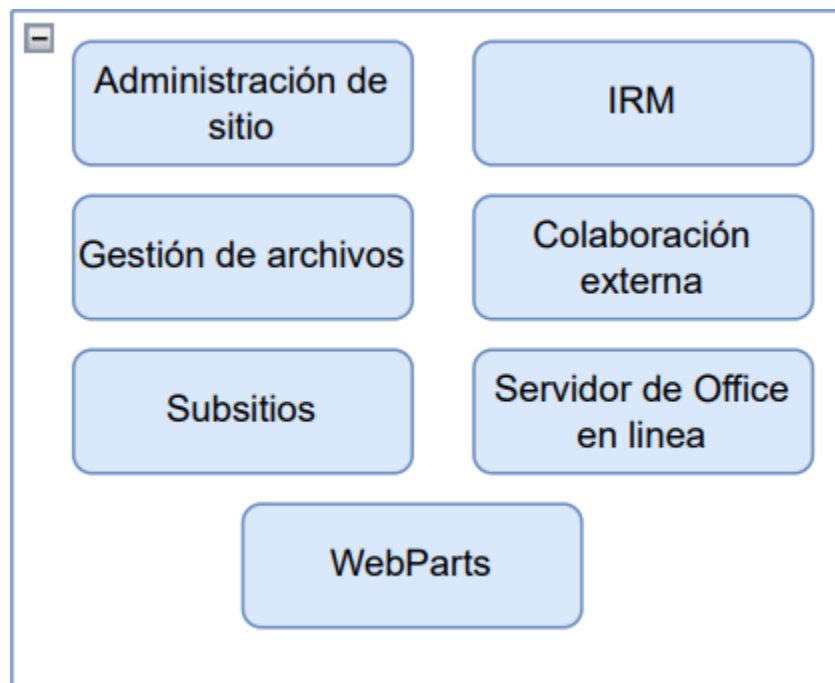 Administración de
sitio
IRM
Gestión de archivos
Colaboración
externa
Subsitios
Servidor de Office
en linea
WebParts